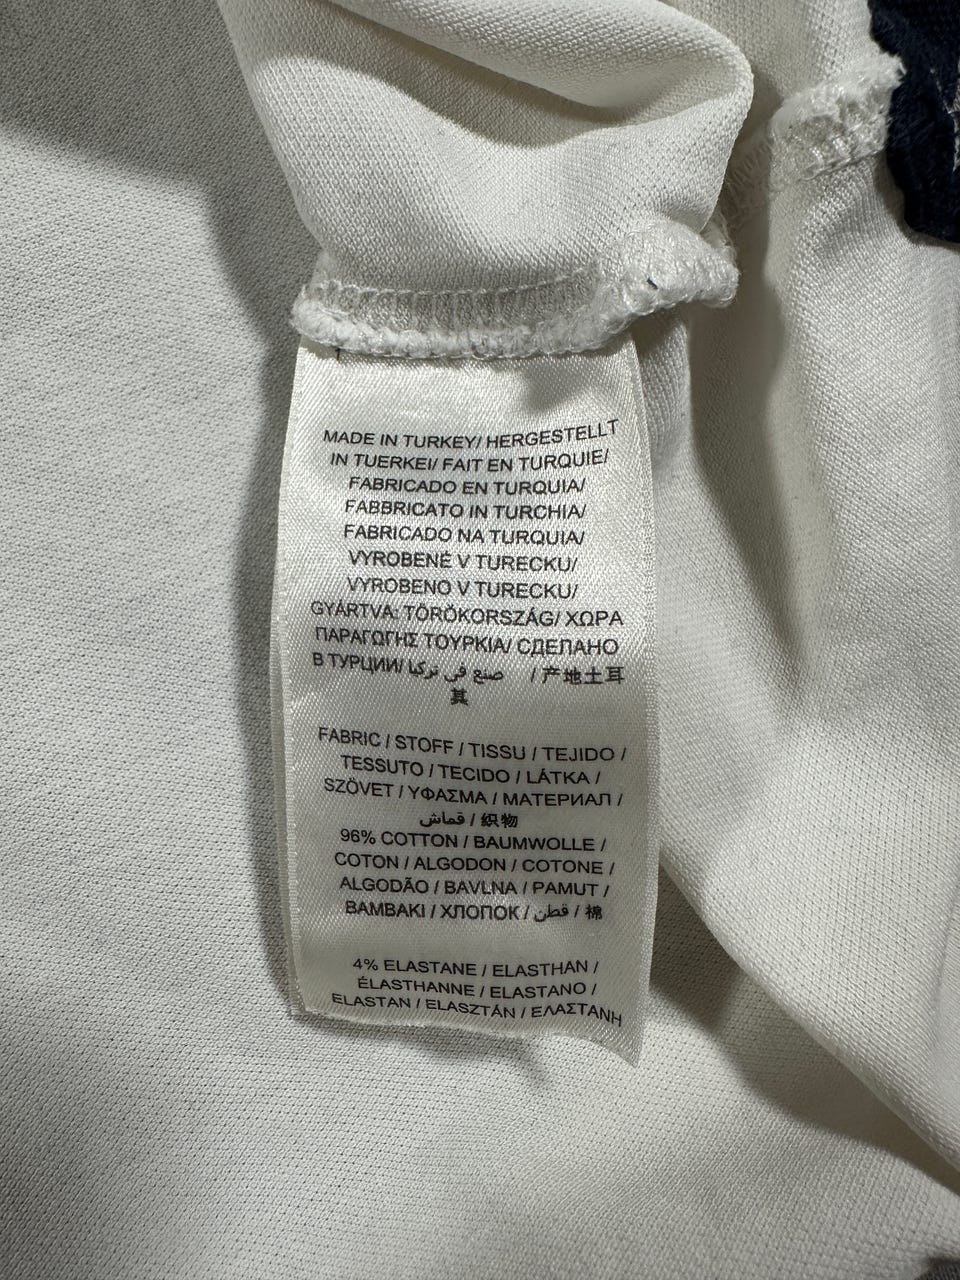 MADE IN TURKEY/ HERGESTELLT
IN TUERKEI/ FAIT EN TURQUIE/
FABRICADO EN TURQUIA/
FABBRICATO IN TURCHIA/
FABRICADO NA TURQUIA/
VYROBENÉ V TURECKU/
VYROBENO V TURECKU/
GYÁRTVA: TÖRÖKORSZÁG/ ΧΩΡΑ
ΠΑΡΑΓΩΓΗΣ ΤΟΥΡΚΙΑ/ СДЕЛАНО
В ТУРЦИИ/ صنع في تركيا / 产地土耳
其
FABRIC / STOFF / TISSU / TEJIDO /
TESSUTO / TECIDO / LÁTKA /
SZÖVET / ΥΦΑΣΜΑ / МАТЕРИАЛ /
قماش / 织物
96% COTTON / BAUMWOLLE /
COTON / ALGODON / COTONE /
ALGODÃO / BAVLNA / PAMUT /
BAMBAKI / ХЛОПОК / قطن / 棉
4% ELASTANE / ELASTHAN /
ÉLASTHANNE / ELASTANO /
ELASTAN / ELASZTÁN / ΕΛΑΣΤΑΝΗ